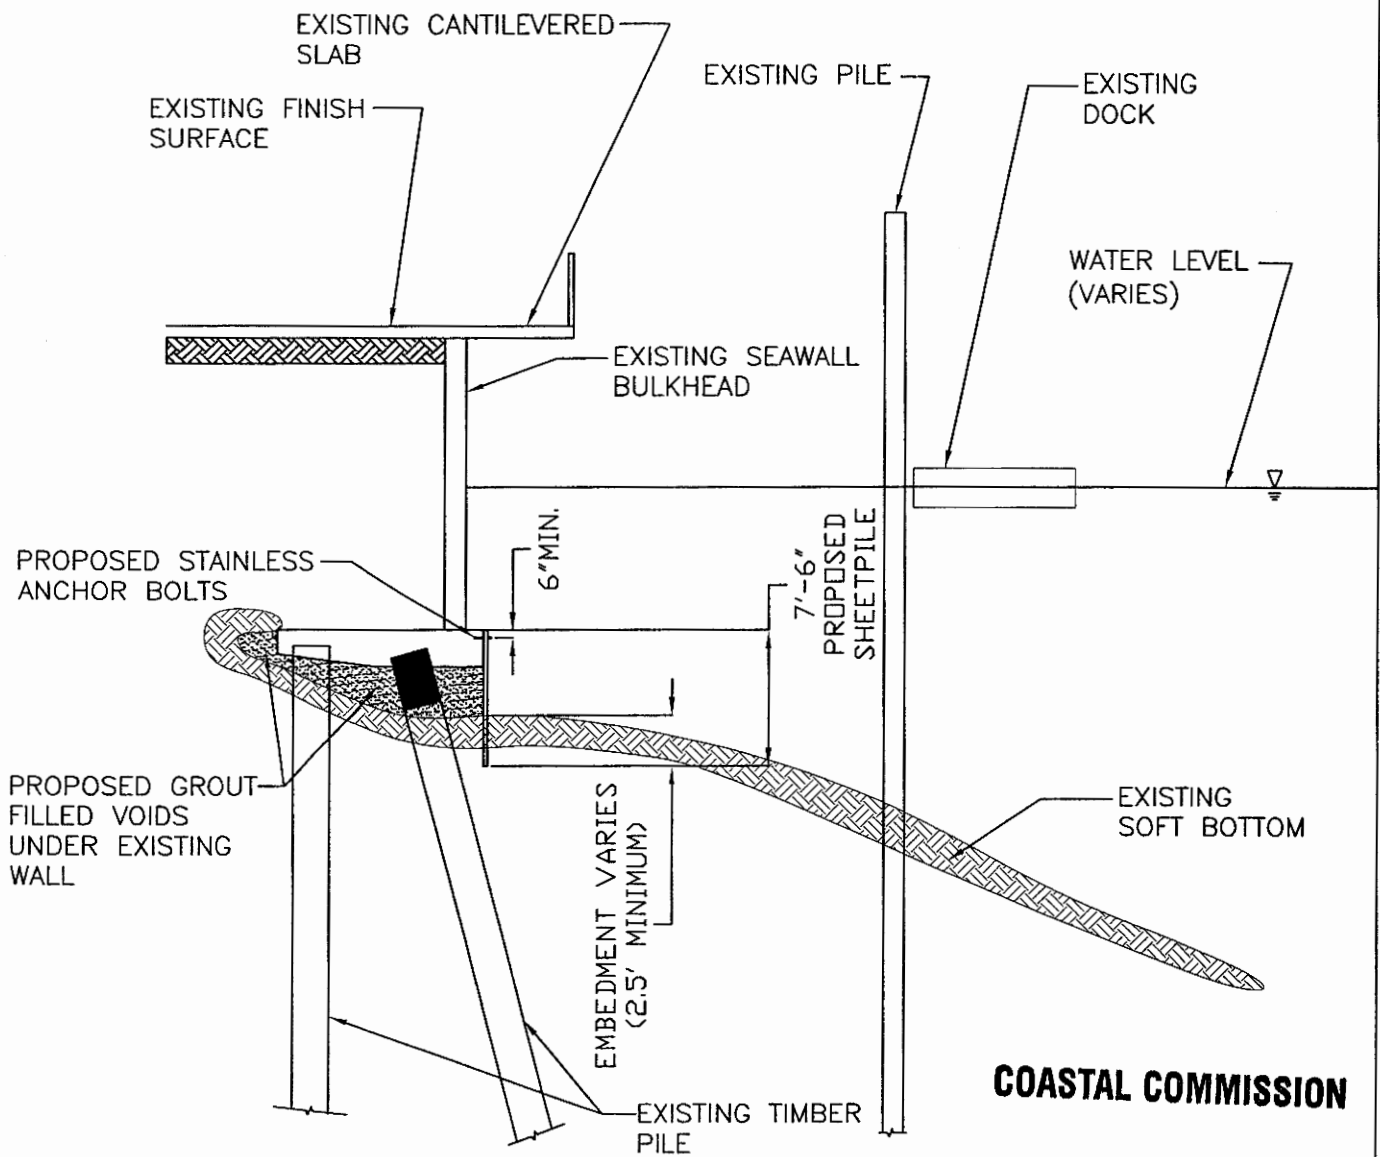 EXISTING CANTILEVERED
SLAB
EXISTING FINISH
SURFACE
EXISTING PILE
EXISTING
DOCK
WATER LEVEL
(VARIES)
EXISTING SEAWALL
BULKHEAD
PROPOSED STAINLESS
ANCHOR BOLTS
6"MIN.
7'-6"
PROPOSED
SHEETPILE
PROPOSED GROUT
FILLED VOIDS
UNDER EXISTING
WALL
EMBEDMENT VARIES
(2.5' MINIMUM)
EXISTING
SOFT BOTTOM
EXISTING TIMBER
PILE
COASTAL COMMISSION